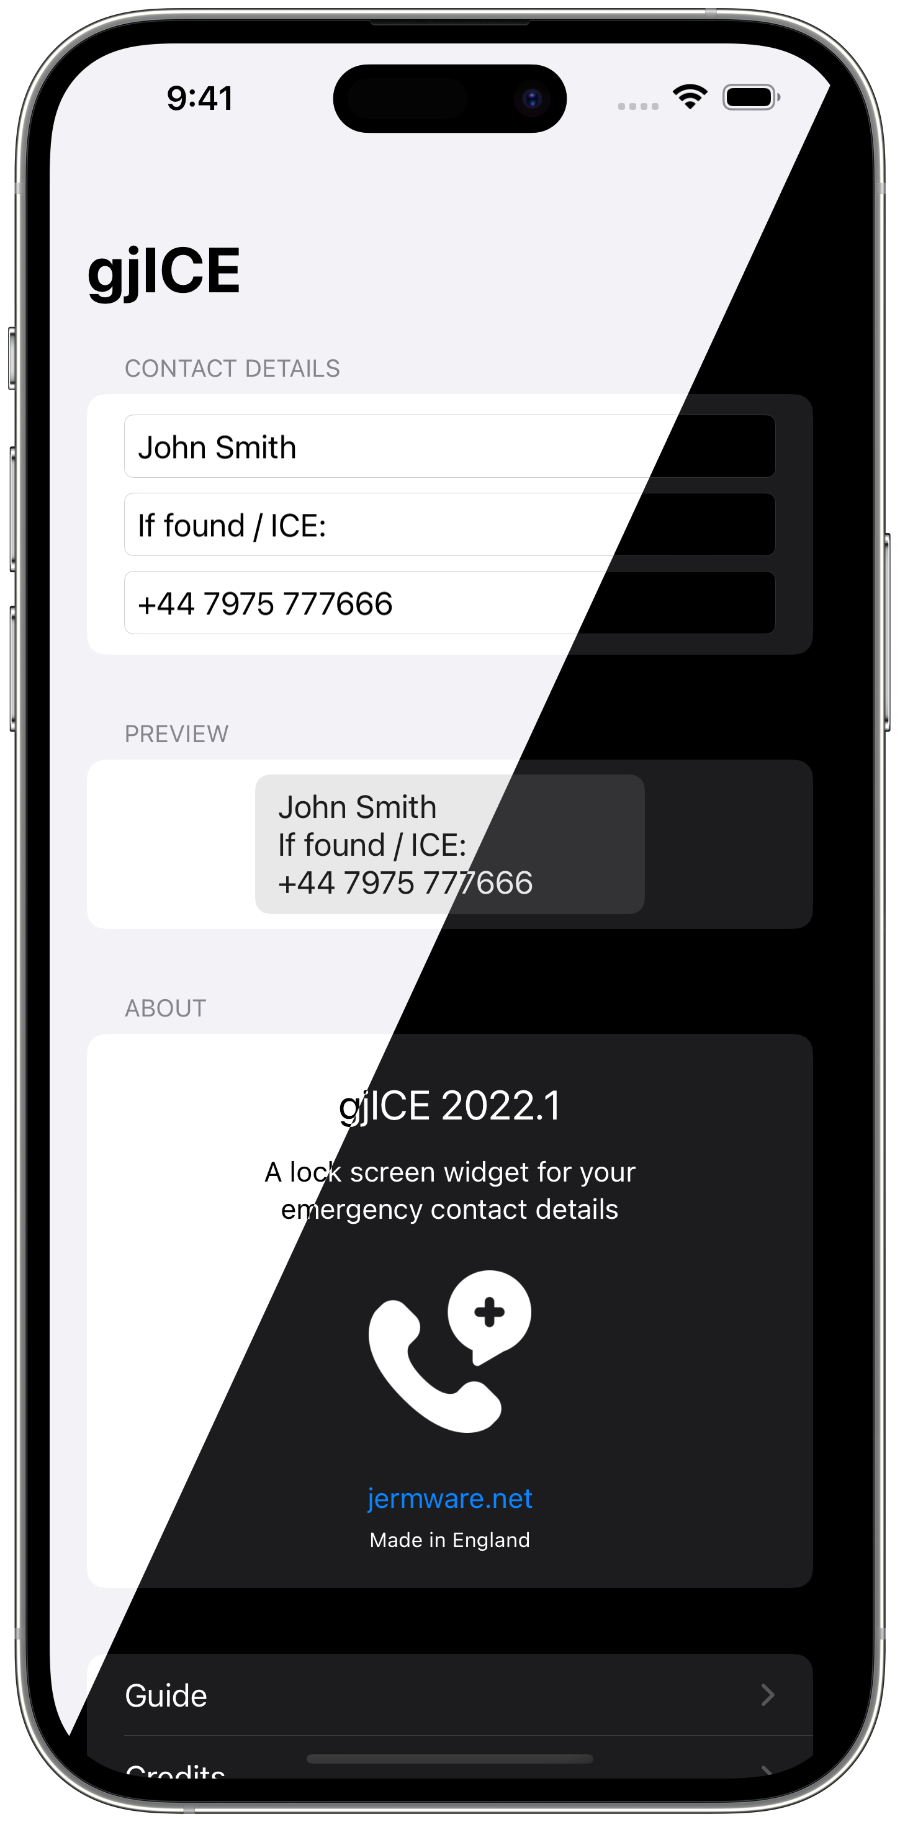 9:41
gjICE
CONTACT DETAILS
John Smith
If found / ICE:
+44 7975 777666
PREVIEW
John Smith
If found / ICE:
+44 7975 777666
ABOUT
gjICE 2022.1
A lock screen widget for your
emergency contact details
jermware.net
Made in England
Guide
Credits